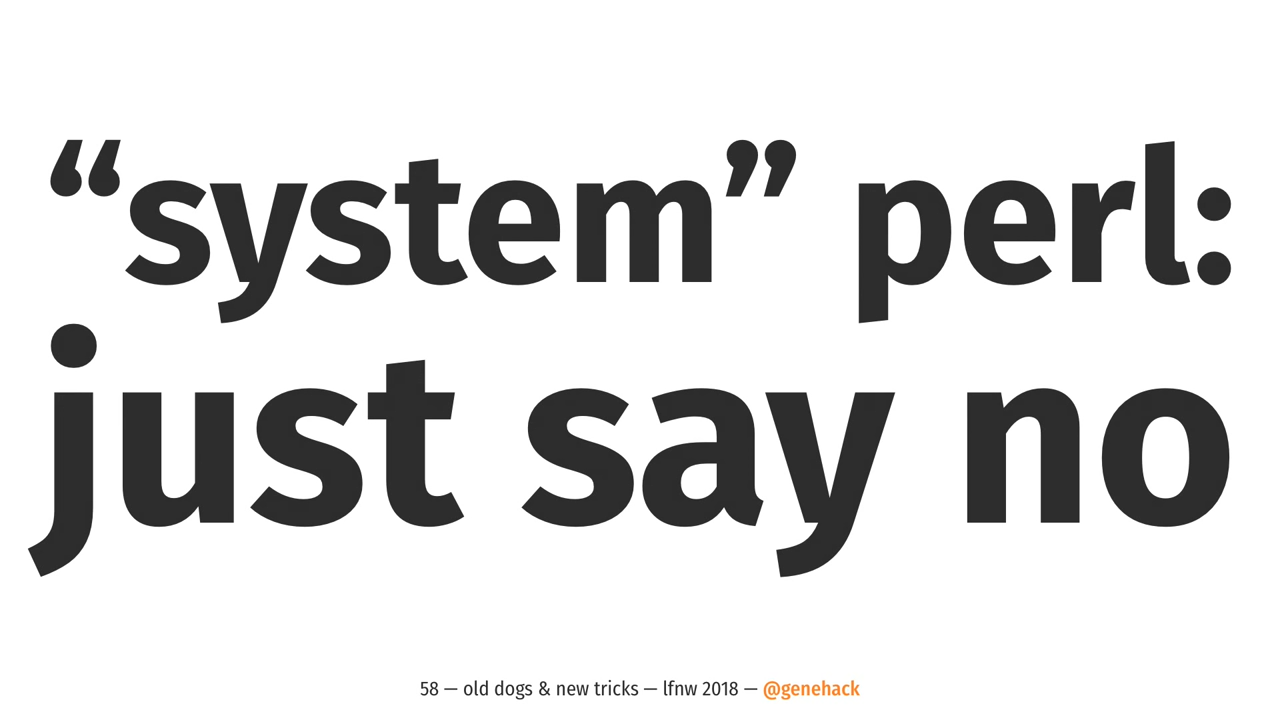 “system” perl:
just say no
58 — old dogs & new tricks — lfnw 2018 — @genehack